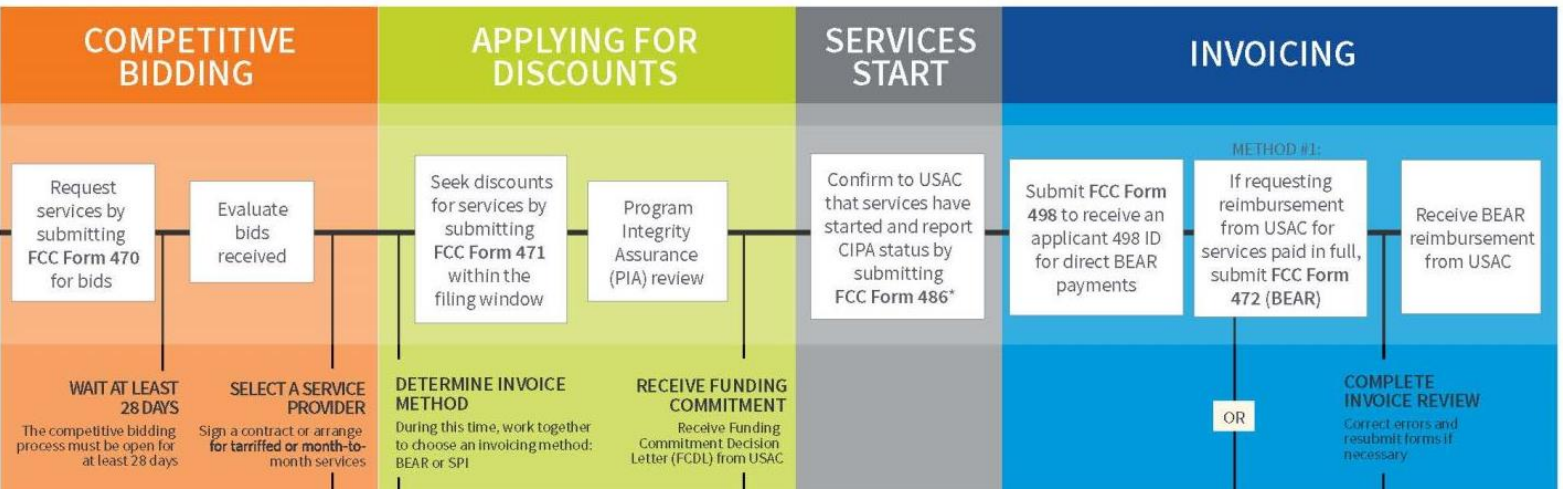 COMPETITIVE
BIDDING
APPLYING FOR
DISCOUNTS
SERVICES
START
INVOICING
Request
services by
submitting
FCC Form 470
for bids
Evaluate
bids
received
Seek discounts
for services by
submitting
FCC Form 471
within the
filing window
Program
Integrity
Assurance
(PIA) review
Confirm to USAC
that services have
started and report
CIPA status by
submitting
FCC Form 486*
Submit FCC Form
498 to receive an
applicant 498 ID
for direct BEAR
payments
METHOD #1:
If requesting
reimbursement
from USAC for
services paid in full,
submit FCC Form
472 (BEAR)
Receive BEAR
reimbursement
from USAC
WAIT AT LEAST
28 DAYS
The competitive bidding
process must be open for
at least 28 days
SELECT A SERVICE
PROVIDER
Sign a contract or arrange
for tarriffed or month-to-
month services
DETERMINE INVOICE
METHOD
During this time, work together
to choose an invoicing method:
BEAR or SPI
RECEIVE FUNDING
COMMITMENT
Receive Funding
Commitment Decision
Letter (FCDL) from USAC
OR
COMPLETE
INVOICE REVIEW
Correct errors and
resubmit forms if
necessary